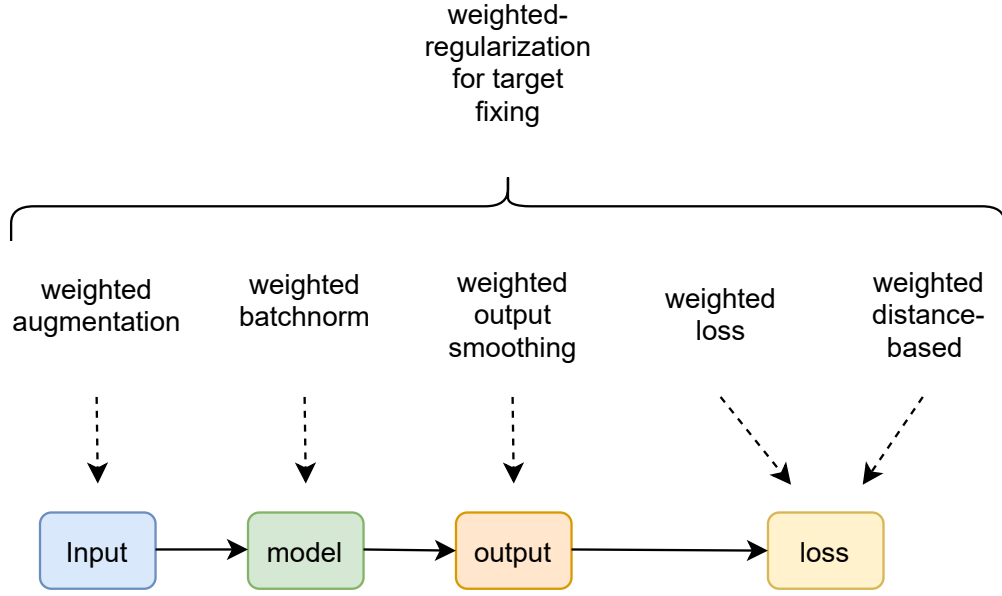 weighted-
regularization
for target
fixing
weighted
augmentation
weighted
batchnorm
weighted
output
smoothing
weighted
loss
weighted
distance-
based
Input
model
output
loss